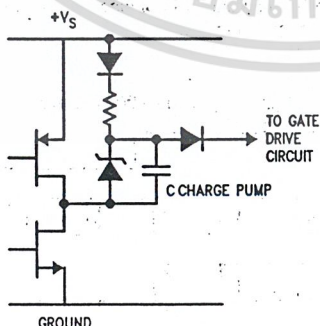 +VS
TO GATE
DRIVE
CIRCUIT
C CHARGE PUMP
GROUND